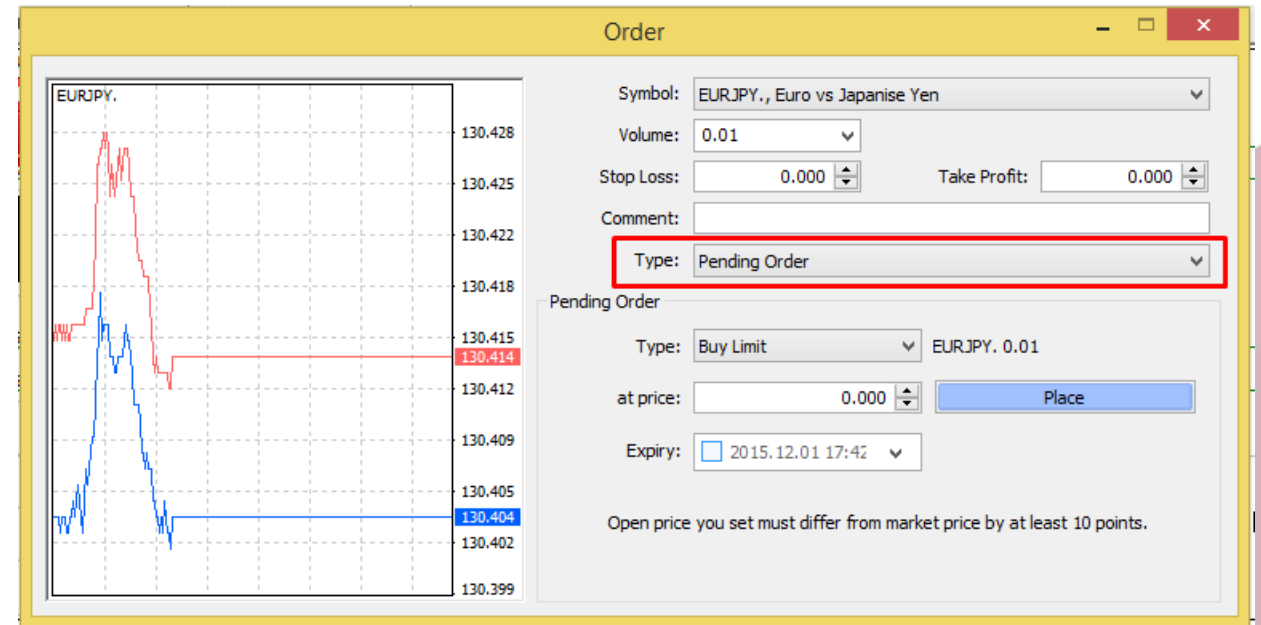 Order
EURJPY.
130.428
130.425
130.422
130.418
130.415
130.414
130.412
130.409
130.405
130.404
130.402
130.399
Symbol: EURJPY., Euro vs Japanise Yen
Volume: 0.01
Stop Loss: 0.000 Take Profit: 0.000
Comment:
Type: Pending Order
Pending Order
Type: Buy Limit EURJPY. 0.01
at price: 0.000 Place
Expiry: 2015.12.01 17:42
Open price you set must differ from market price by at least 10 points.